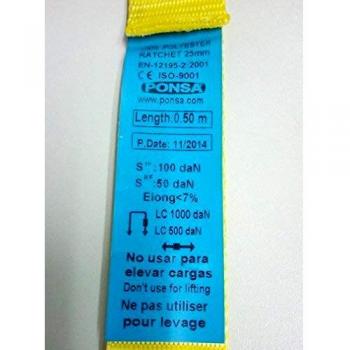 100% POLYESTER
RATCHET 25mm
EN-12195-2:2001
CE ISO-9001
PONSA
www.ponsa.com
Length.0.50 m
P.Date: 11/2014
S :100 daN
S :50 daN
Elong<7%
LC 1000 daN
LC 500 daN
No usar para
elevar cargas
Don't use for lifting
Ne pas utiliser
pour levage